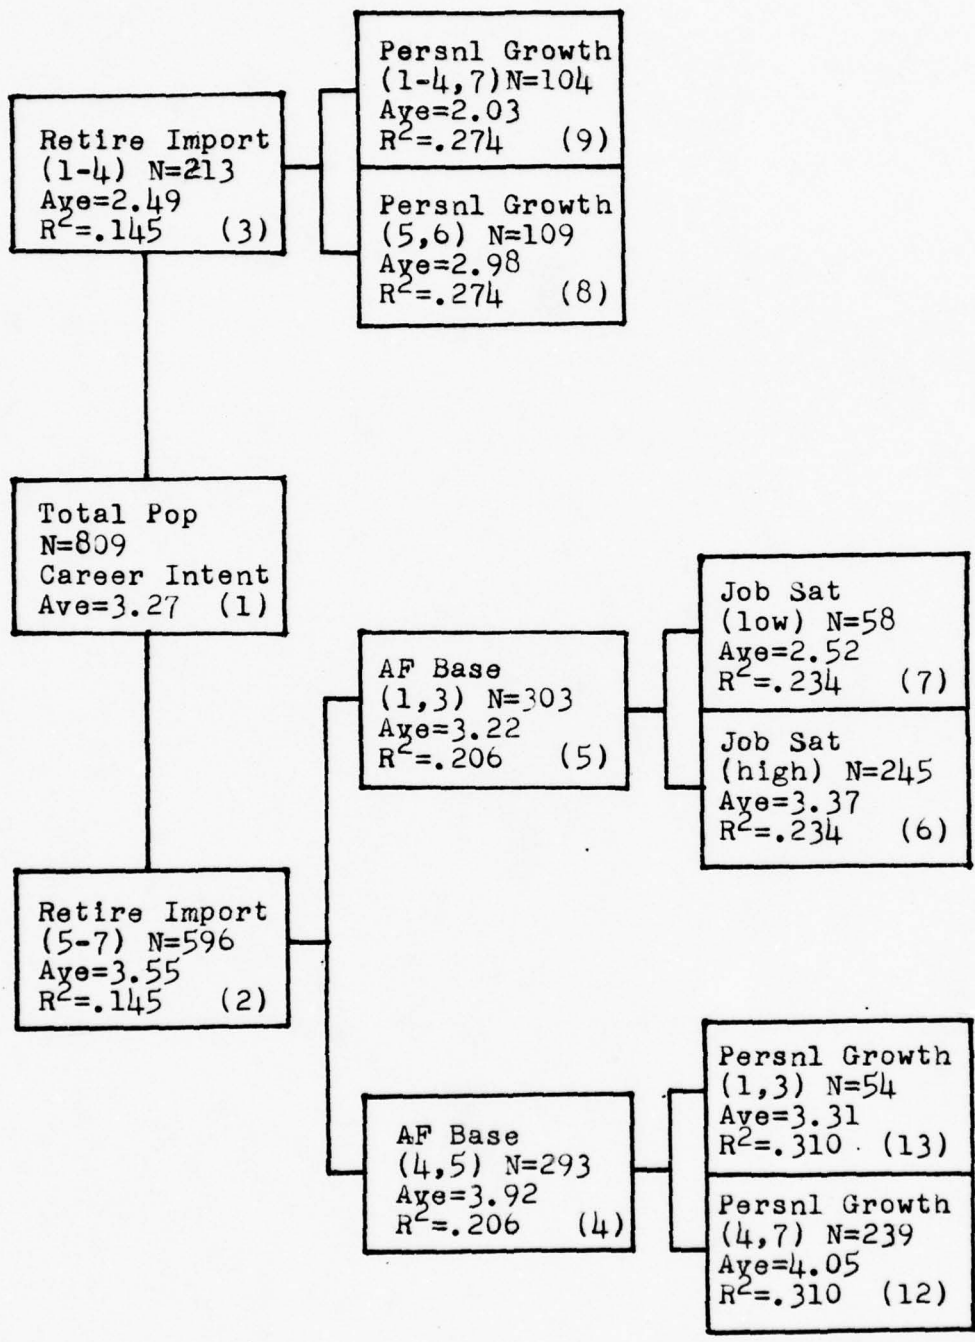 Persnl Growth
(1-4,7) N=104
Ave=2.03
R²=.274 (9)
Retire Import
(1-4) N=213
Ave=2.49
R²=.145 (3)
Persnl Growth
(5,6) N=109
Ave=2.98
R²=.274 (8)
Total Pop
N=809
Career Intent
Ave=3.27 (1)
Job Sat
(low) N=58
Ave=2.52
R²=.234 (7)
AF Base
(1,3) N=303
Ave=3.22
R²=.206 (5)
Job Sat
(high) N=245
Ave=3.37
R²=.234 (6)
Retire Import
(5-7) N=596
Ave=3.55
R²=.145 (2)
Persnl Growth
(1,3) N=54
Ave=3.31
R²=.310 (13)
AF Base
(4,5) N=293
Ave=3.92
R²=.206 (4)
Persnl Growth
(4,7) N=239
Ave=4.05
R²=.310 (12)